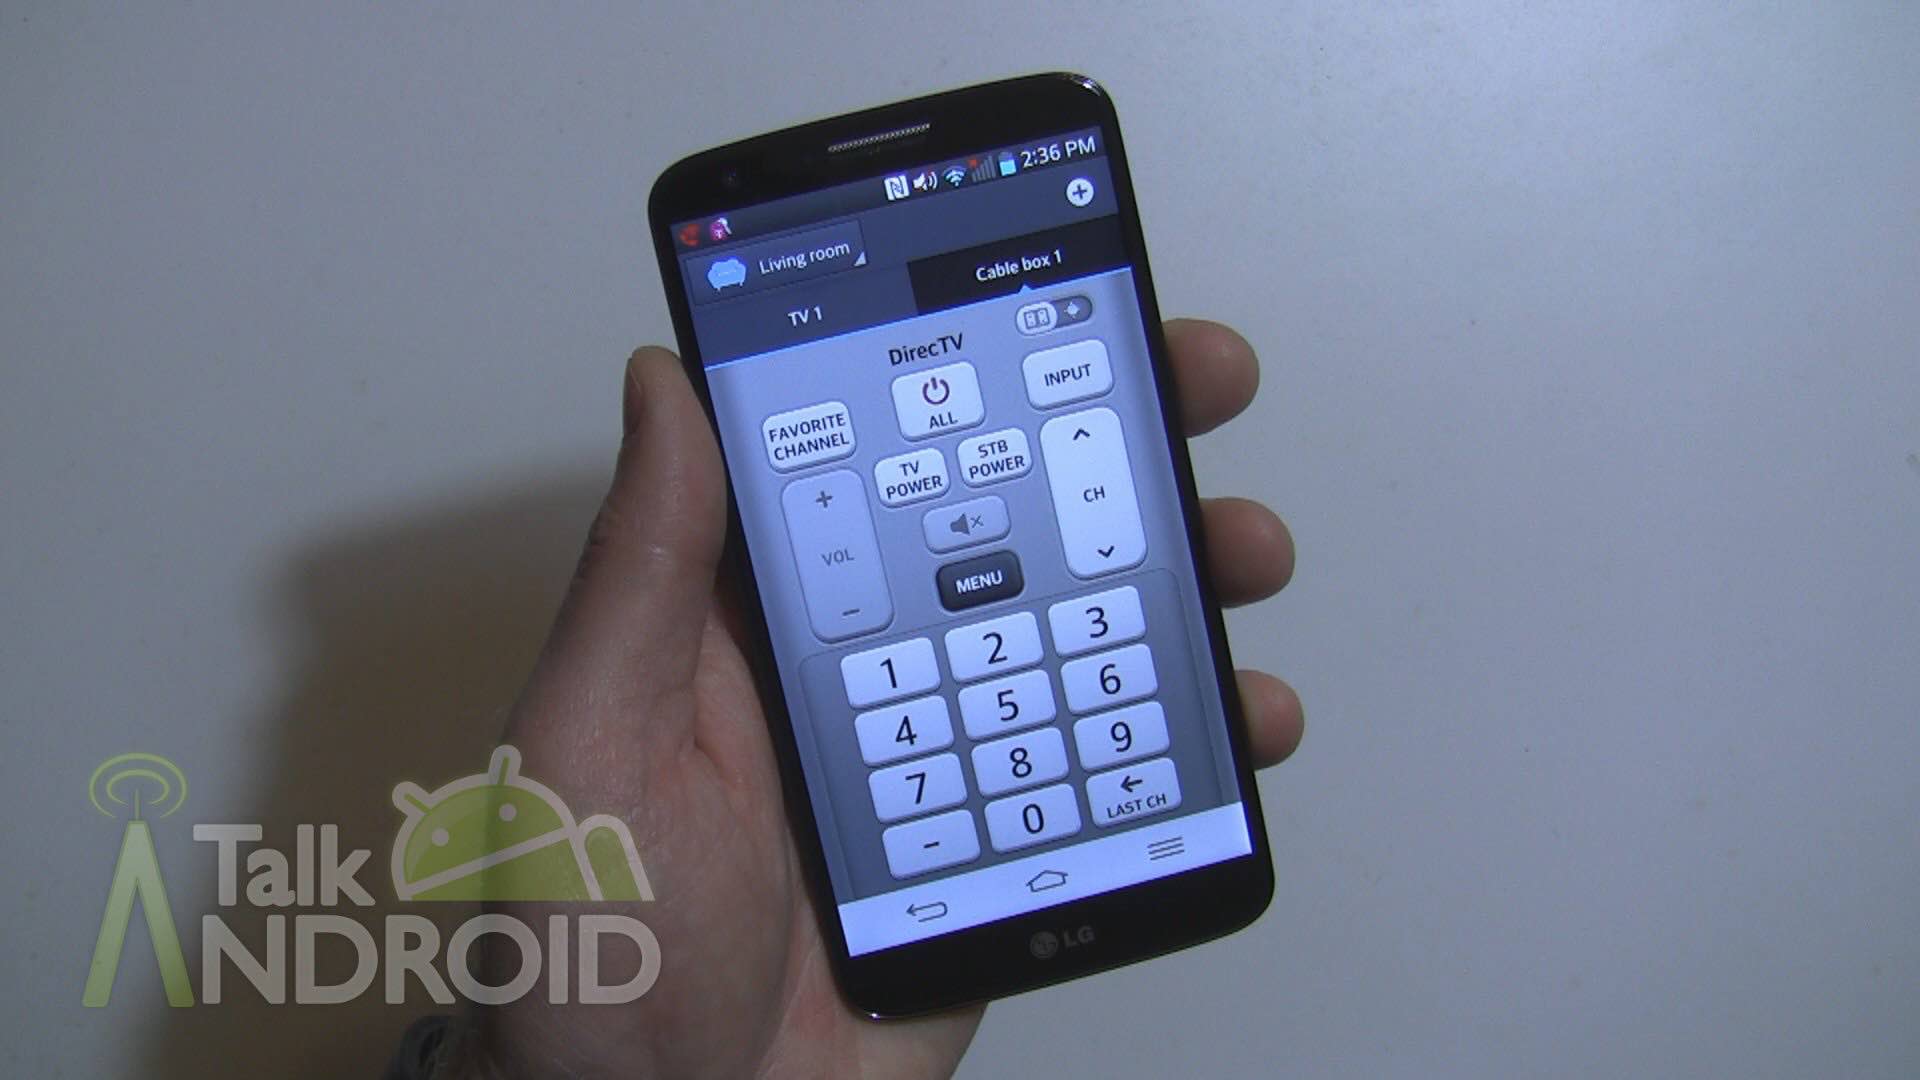 2:36 PM
Living room
TV 1
Cable box 1
DirecTV
INPUT
ALL
FAVORITE
CHANNEL
TV
POWER
STB
POWER
+
VOL
−
CH
MENU
1 2 3
4 5 6
7 8 9
- 0 LAST CH
LG
Talk
ANDROID